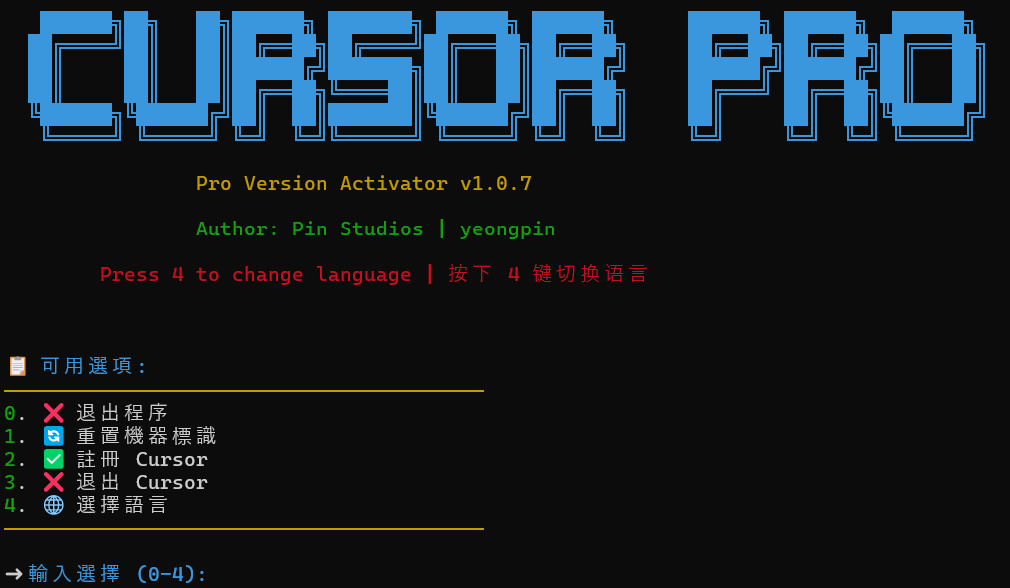 CURSOR PRO
Pro Version Activator v1.0.7
Author: Pin Studios | yeongpin
Press 4 to change language | 按下 4 键切换语言
📋 可用選項:
0. ❌ 退出程序
1. 🔄 重置機器標識
2. ✅ 註冊 Cursor
3. ❌ 退出 Cursor
4. 🌐 選擇語言
➜輸入選擇 (0-4):